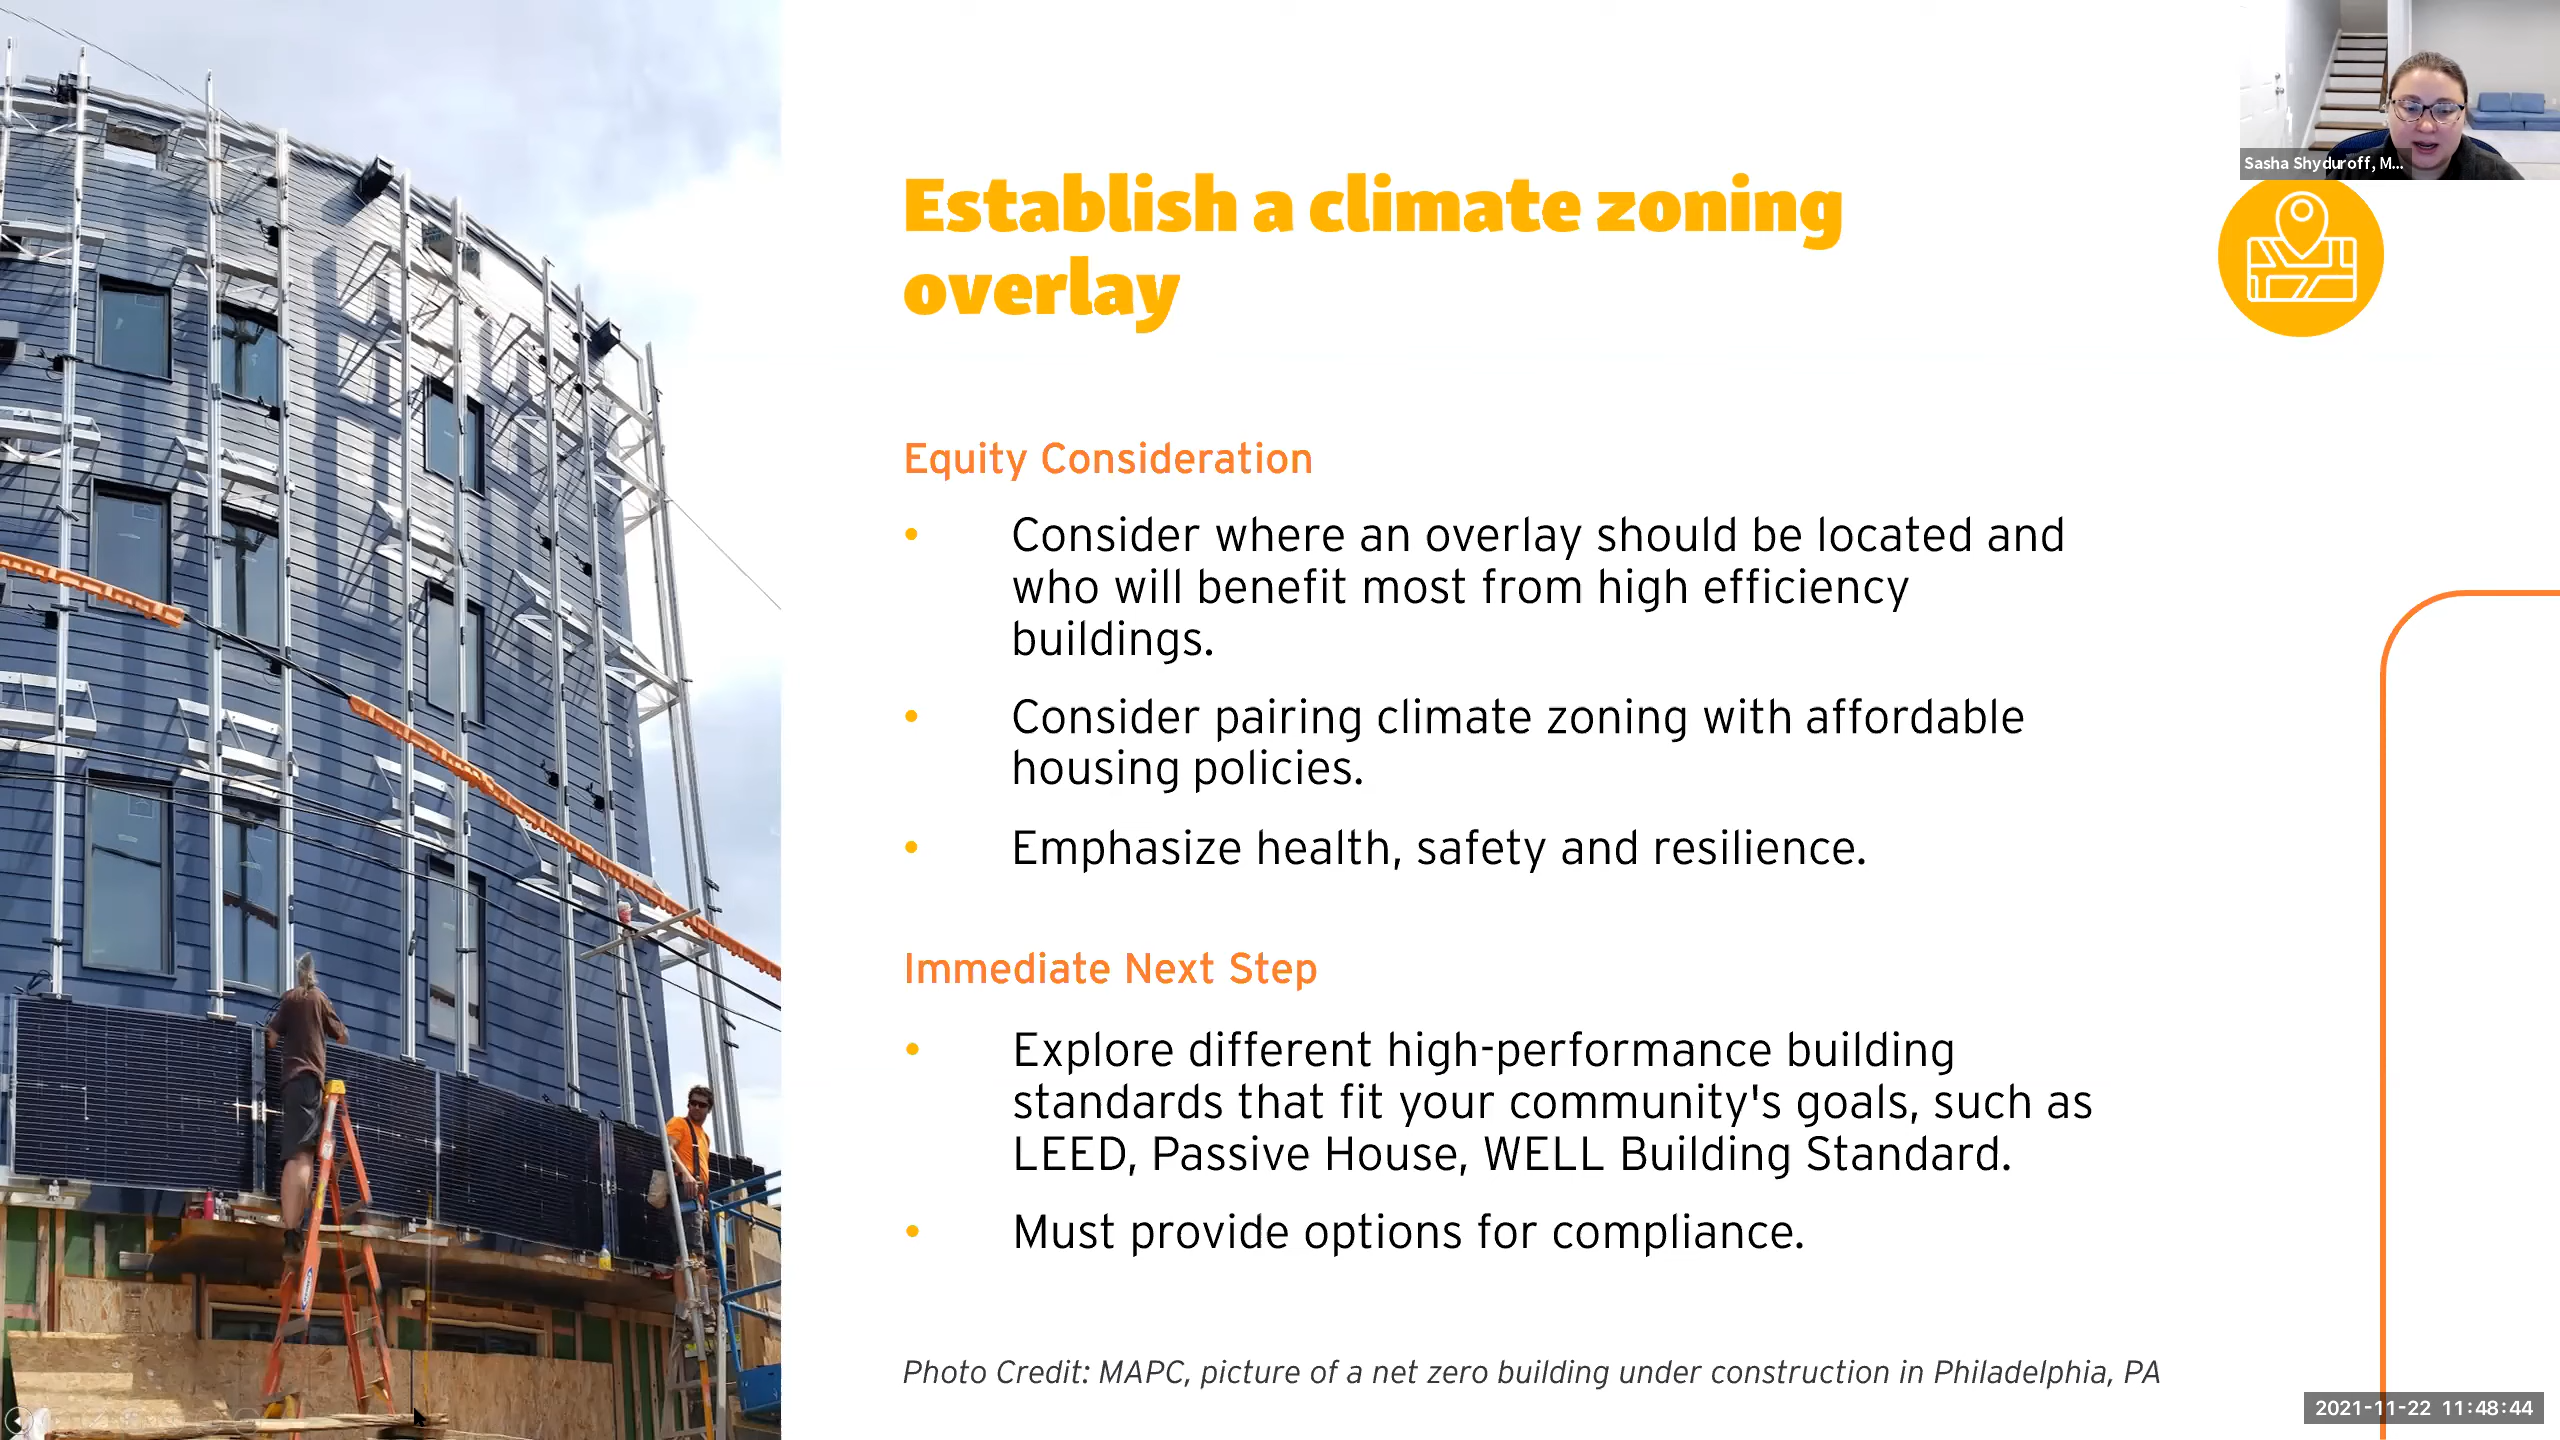 Sasha Shyduroff, M...
Establish a climate zoning
overlay
Equity Consideration
• Consider where an overlay should be located and
who will benefit most from high efficiency
buildings.
• Consider pairing climate zoning with affordable
housing policies.
• Emphasize health, safety and resilience.
Immediate Next Step
• Explore different high-performance building
standards that fit your community's goals, such as
LEED, Passive House, WELL Building Standard.
• Must provide options for compliance.
Photo Credit: MAPC, picture of a net zero building under construction in Philadelphia, PA
2021-11-22 11:48:44